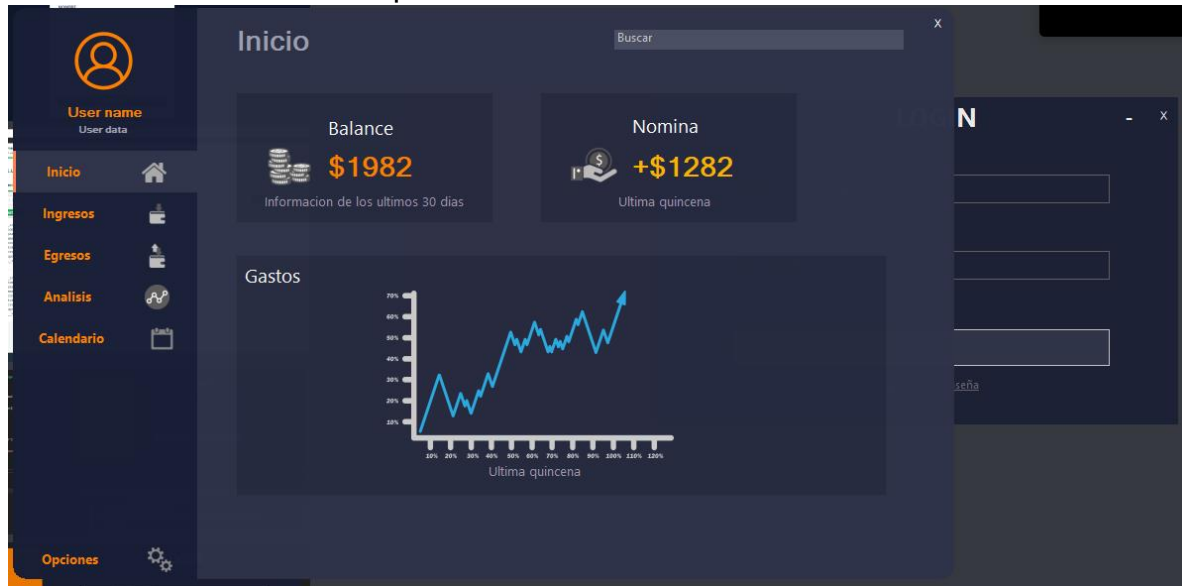 User name
User data
Inicio
Ingresos
Egresos
Analisis
Calendario
Opciones
Inicio
Buscar
x
Balance
$1982
Informacion de los ultimos 30 dias
Nomina
+$1282
Ultima quincena
Gastos
70%
60%
50%
40%
30%
20%
10%
10% 20% 30% 40% 50% 60% 70% 80% 90% 100% 110% 120%
Ultima quincena
LOGIN
- x
seña